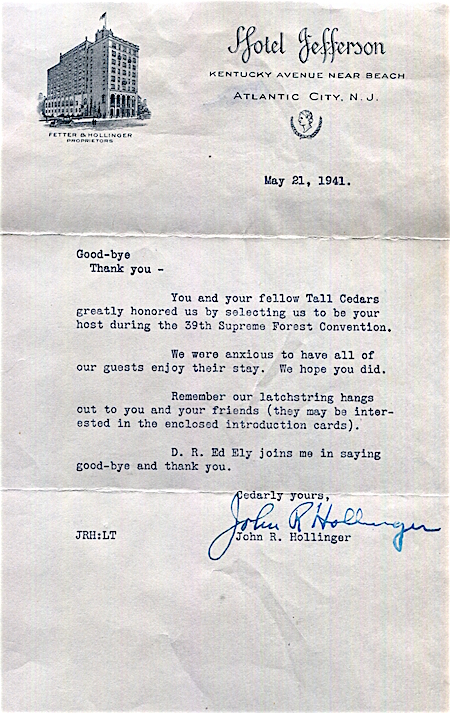 Hotel Jefferson
KENTUCKY AVENUE NEAR BEACH
ATLANTIC CITY, N. J.
FETTER & HOLLINGER
PROPRIETORS
May 21, 1941.
Good-bye
Thank you -
You and your fellow Tall Cedars
greatly honored us by selecting us to be your
host during the 39th Supreme Forest Convention.
We were anxious to have all of
our guests enjoy their stay. We hope you did.
Remember our latchstring hangs
out to you and your friends (they may be inter-
ested in the enclosed introduction cards).
D. R. Ed Ely joins me in saying
good-bye and thank you.
Cedarly yours,
John R Hollinger
JRH:LT
John R. Hollinger